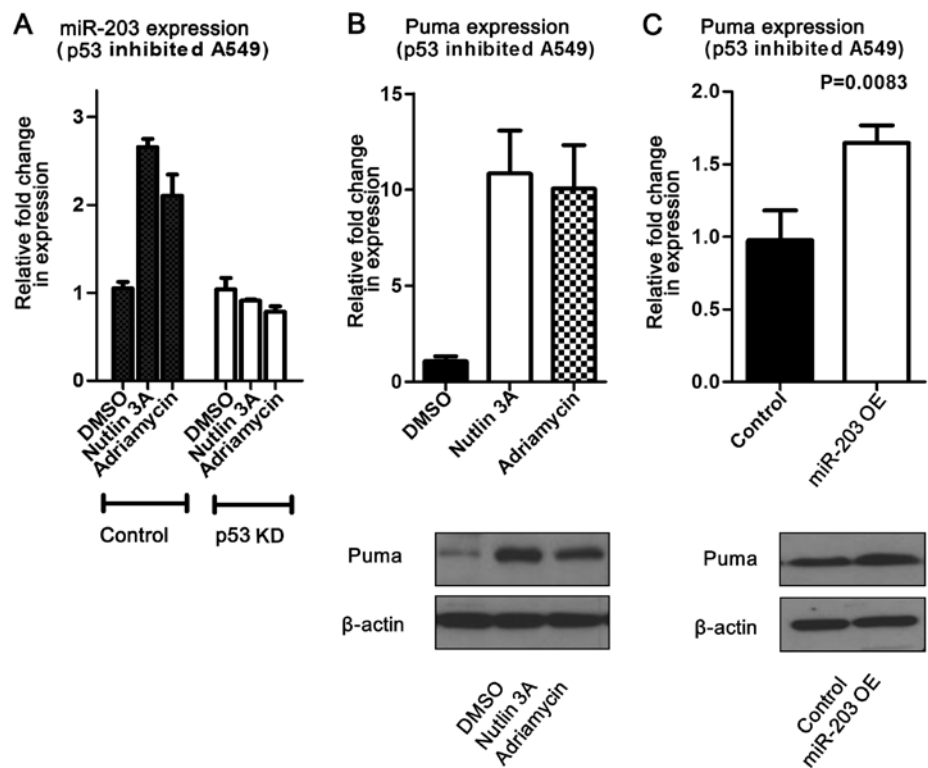 A
miR-203 expression
(p53 inhibited A549)
Relative fold change
in expression
3
2
1
0
DMSO
Nutlin 3A
Adriamycin
DMSO
Nutlin 3A
Adriamycin
Control
p53 KD
B
Puma expression
(p53 inhibited A549)
Relative fold change
in expression
15
10
5
0
DMSO
Nutlin 3A
Adriamycin
Puma
β-actin
DMSO
Nutlin 3A
Adriamycin
C
Puma expression
(p53 inhibited A549)
P=0.0083
Relative fold change
in expression
2.0
1.5
1.0
0.5
0.0
Control
miR-203 OE
Puma
β-actin
Control
miR-203 OE